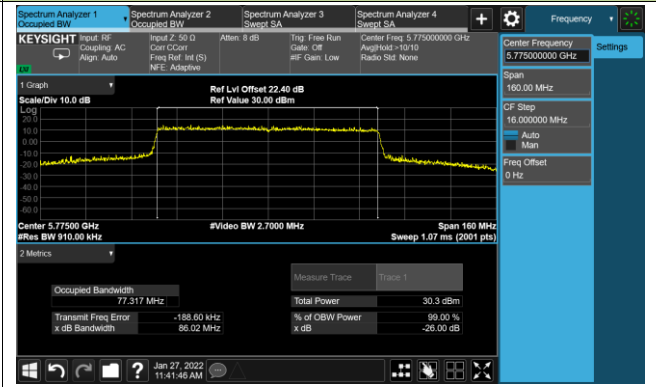 Spectrum Analyzer 1
Occupied BW
Spectrum Analyzer 2
Occupied BW
Spectrum Analyzer 3
Swept SA
Spectrum Analyzer 4
Swept SA
+
Frequency
KEYSIGHT
Input: RF
Coupling: AC
Align: Auto
Input Z: 50 Ω
Corr CCorr
Freq Ref: Int (S)
NFE: Adaptive
Atten: 8 dB
Trig: Free Run
Gate: Off
#IF Gain: Low
Center Freq: 5.775000000 GHz
Avg|Hold >10/10
Radio Std: None
Center Frequency
5.775000000 GHz
Settings
Span
160.00 MHz
CF Step
16.000000 MHz
Auto
Man
Freq Offset
0 Hz
1 Graph
Scale/Div 10.0 dB
Ref Lvl Offset 22.40 dB
Ref Value 30.00 dBm
Log
20.0
10.0
0.00
-10.0
-20.0
-30.0
-40.0
-50.0
-60.0
Center 5.77500 GHz
#Video BW 2.7000 MHz
Span 160 MHz
#Res BW 910.00 kHz
Sweep 1.07 ms (2001 pts)
2 Metrics
Measure Trace
Trace 1
Occupied Bandwidth
77.317 MHz
Total Power
30.3 dBm
Transmit Freq Error
-188.60 kHz
% of OBW Power
99.00 %
x dB Bandwidth
86.02 MHz
x dB
-26.00 dB
?
Jan 27, 2022
11:41:46 AM